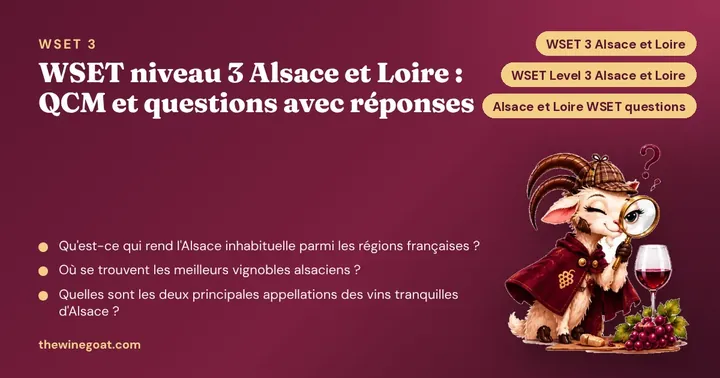 WSET 3
WSET niveau 3 Alsace et Loire :
QCM et questions avec réponses
WSET 3 Alsace et Loire
WSET Level 3 Alsace et Loire
Alsace et Loire WSET questions
Qu'est-ce qui rend l'Alsace inhabituelle parmi les régions françaises ?
Où se trouvent les meilleurs vignobles alsaciens ?
Quelles sont les deux principales appellations des vins tranquilles
d'Alsace ?
thewinegoat.com